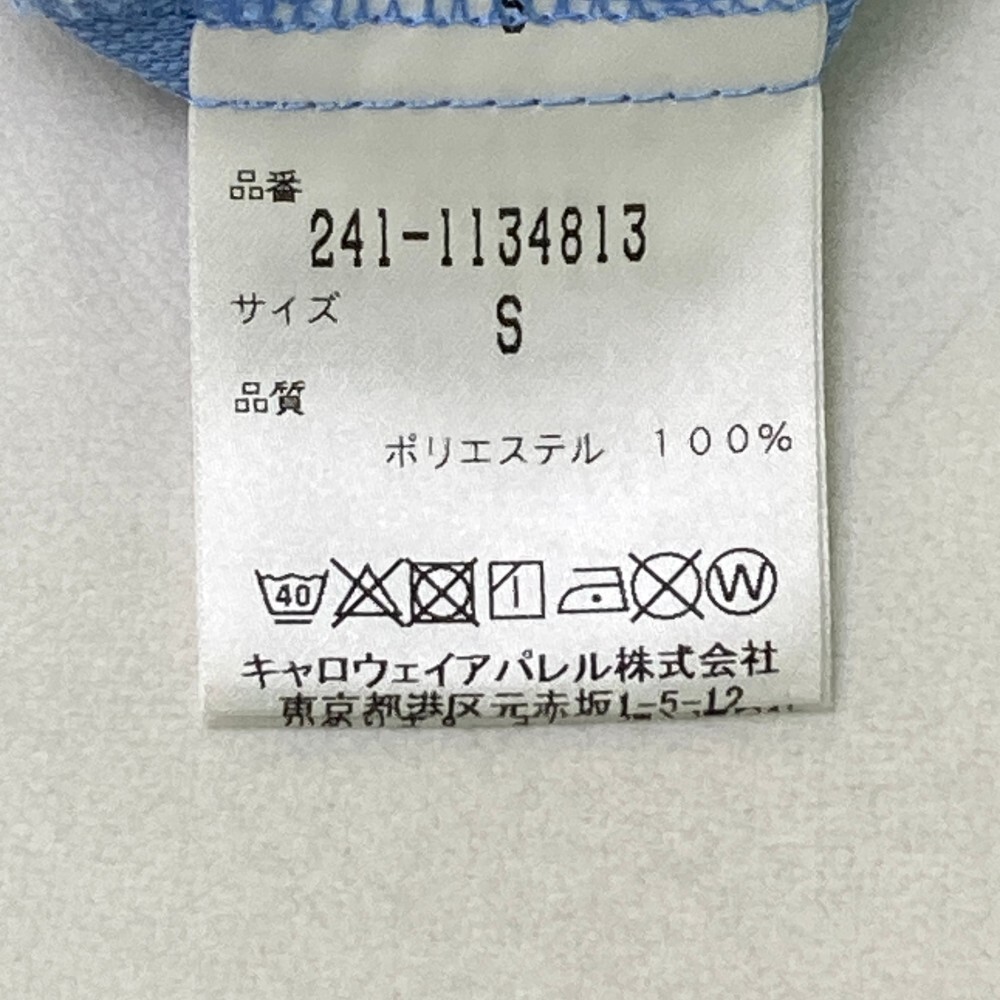 S
品番
241-1134813
サイズ S
品質
ポリエステル 100%
40 W
キャロウェイアパレル株式会社
東京都港区元赤坂1-5-12